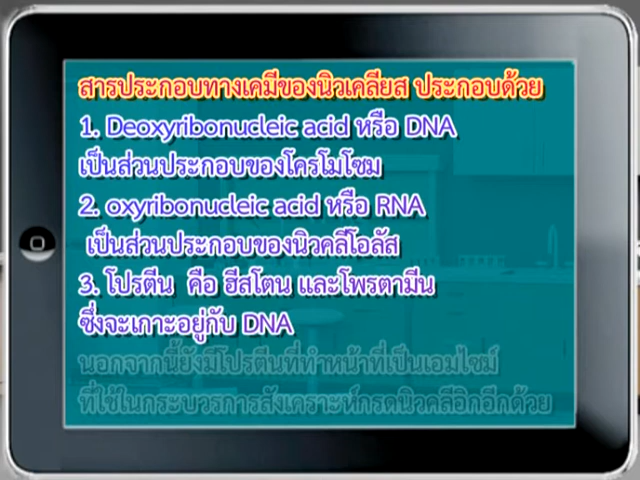 สารประกอบทางเคมีของนิวเคลียส ประกอบด้วย
1. Deoxyribonucleic acid หรือ DNA
เป็นส่วนประกอบของโครโมโซม
2. oxyribonucleic acid หรือ RNA
เป็นส่วนประกอบของนิวคลีโอลัส
3. โปรตีน คือ ฮีสโตน และโพรตามีน
ซึ่งจะเกาะอยู่กับ DNA
นอกจากนี้ยังมีโปรตีนที่ทำหน้าที่เป็นเอมไซม์
ที่ใช้ในกระบวรการสังเคราะห์กรดนิวคลีอิกอีกด้วย